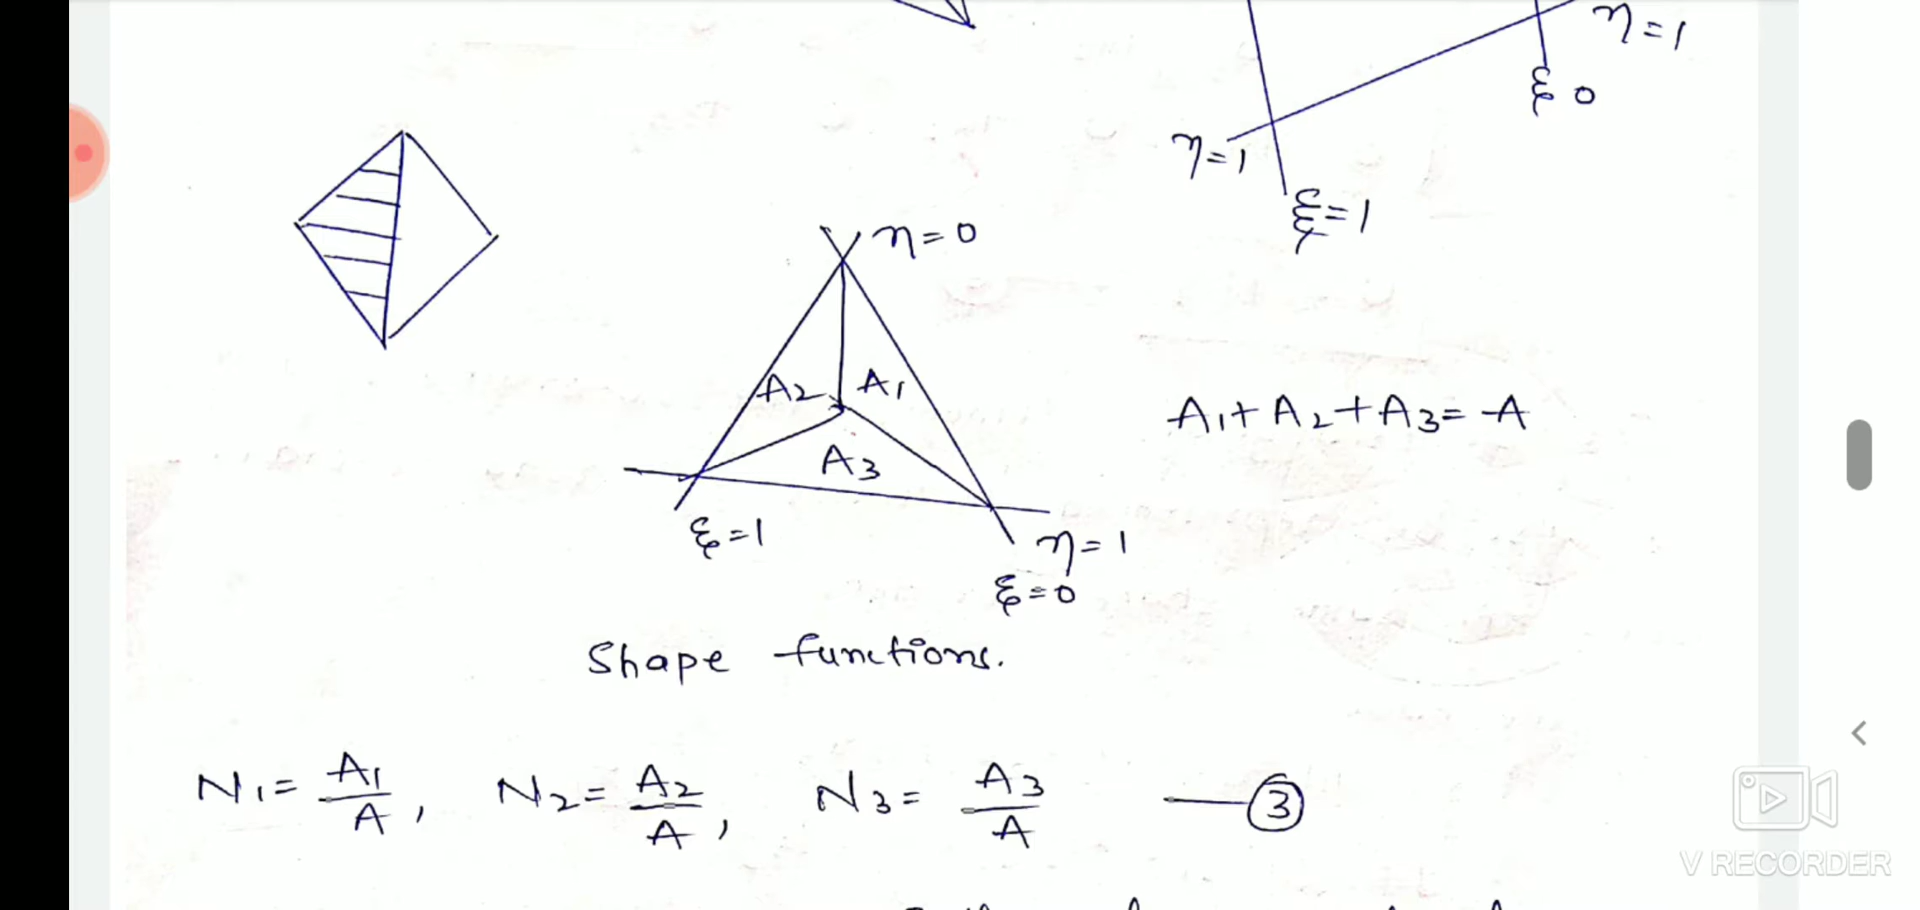 η=1
ξ 0
η=1
ξ=1
η=0
A2 A1
A1+A2+A3=A
A3
ξ=1
η=1
ξ=0
Shape functions.
N1= A1/A, N2= A2/A, N3= A3/A —③
V RECORDER